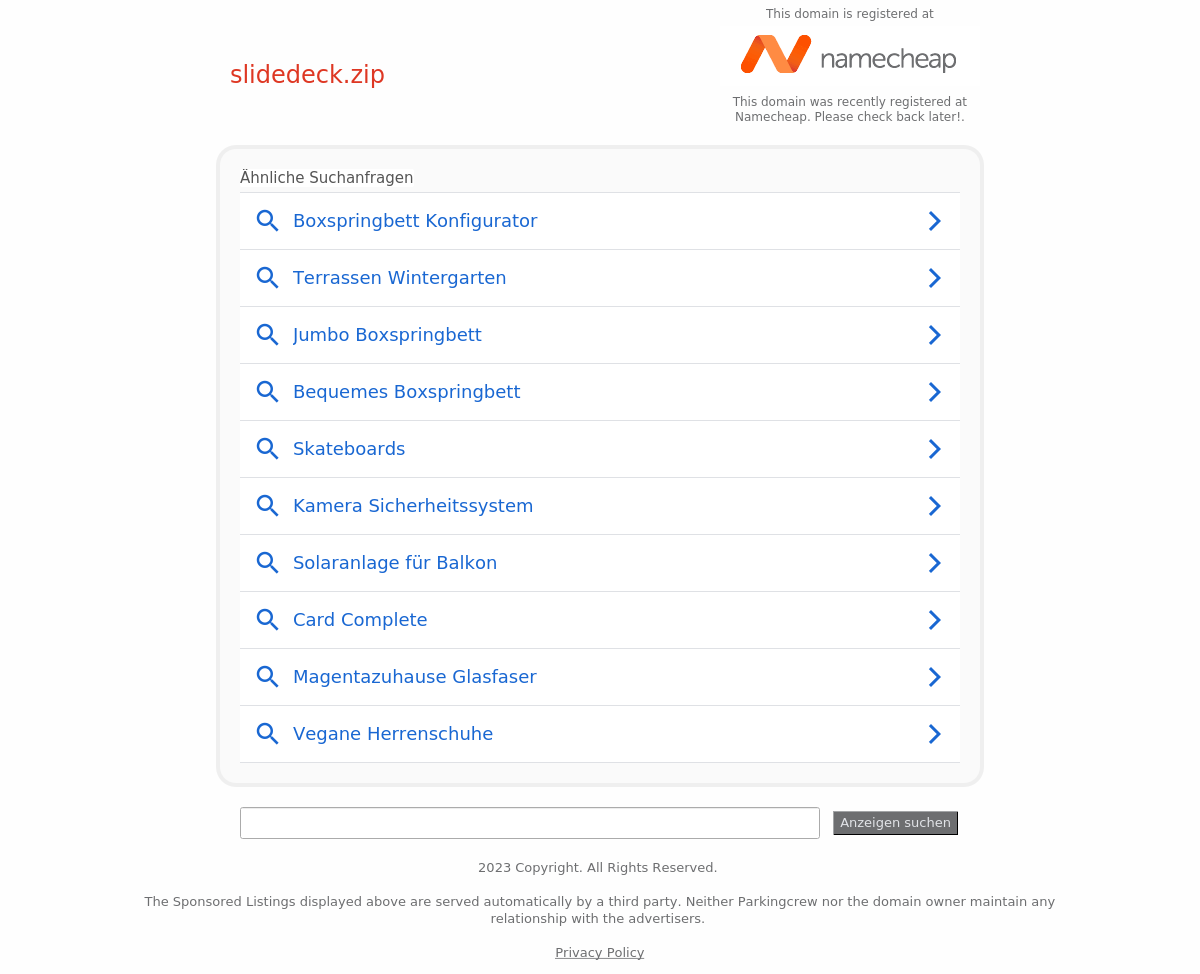 This domain is registered at
namecheap
slidedeck.zip
This domain was recently registered at
Namecheap. Please check back later!.
Ähnliche Suchanfragen
Boxspringbett Konfigurator
Terrassen Wintergarten
Jumbo Boxspringbett
Bequemes Boxspringbett
Skateboards
Kamera Sicherheitssystem
Solaranlage für Balkon
Card Complete
Magentazuhause Glasfaser
Vegane Herrenschuhe
Anzeigen suchen
2023 Copyright. All Rights Reserved.
The Sponsored Listings displayed above are served automatically by a third party. Neither Parkingcrew nor the domain owner maintain any
relationship with the advertisers.
Privacy Policy